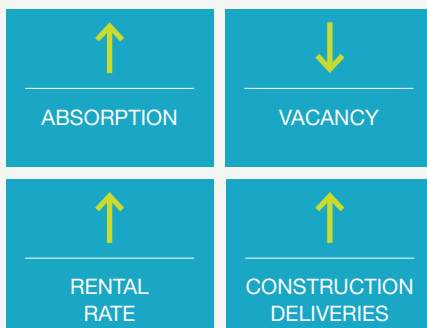 ABSORPTION
VACANCY
RENTAL
RATE
CONSTRUCTION
DELIVERIES